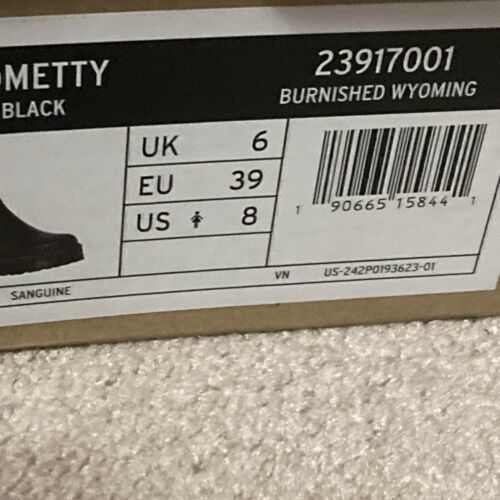 METTY
BLACK
23917001
BURNISHED WYOMING
UK 6
EU 39
US 8
1 90665 15844 1
SANGUINE
VN
US-242P0193623-01